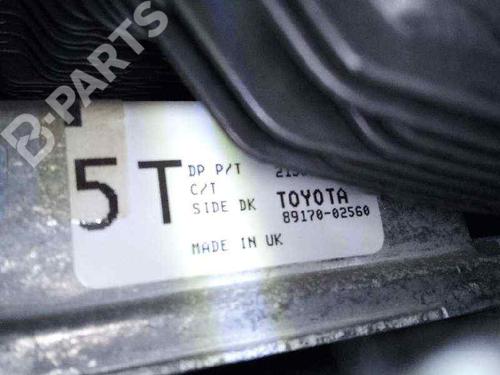 B-PARTS
5T
DP P/T
C/T TOYOTA
SIDE DK 89170-02560
MADE IN UK